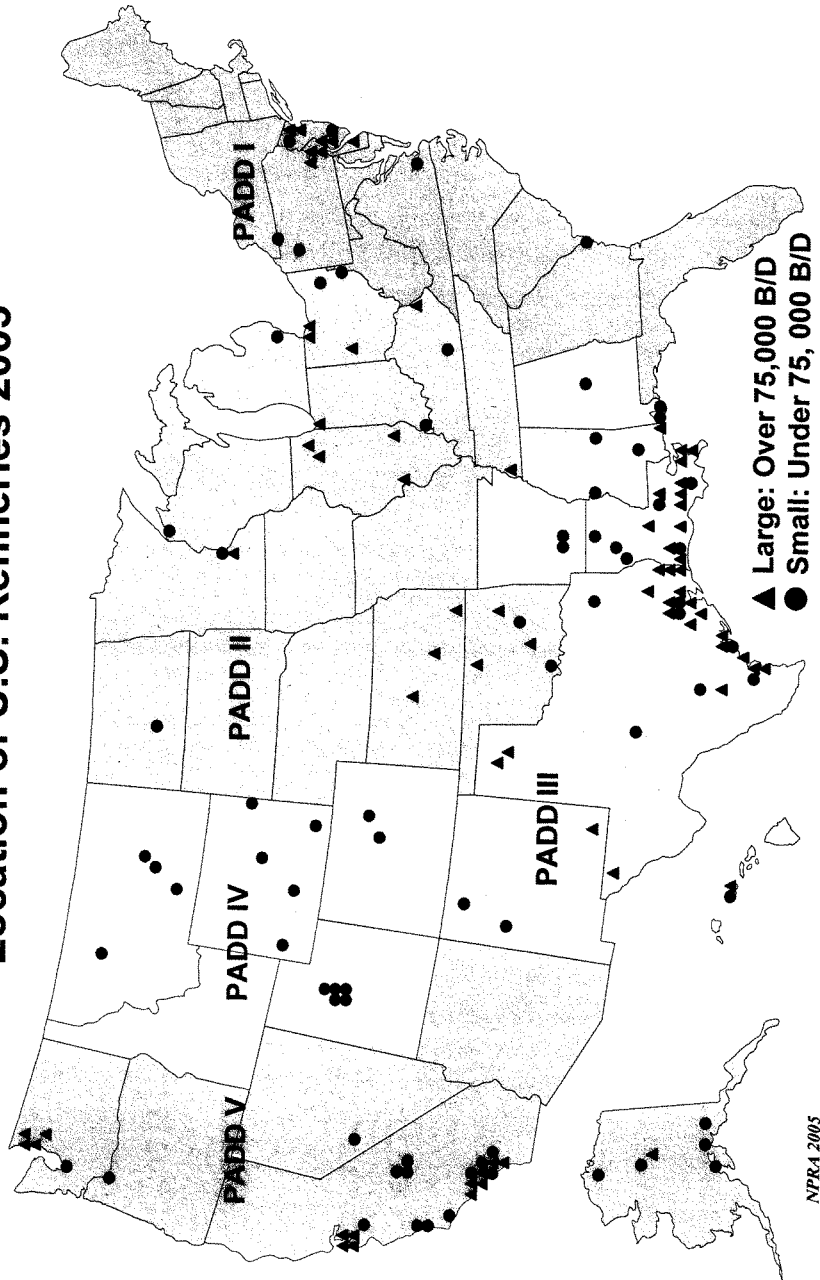 Location of U.S. Refineries 2005
PADD I
PADD II
PADD III
PADD IV
PADD V
Large: Over 75,000 B/D
Small: Under 75, 000 B/D
NPRA 2005